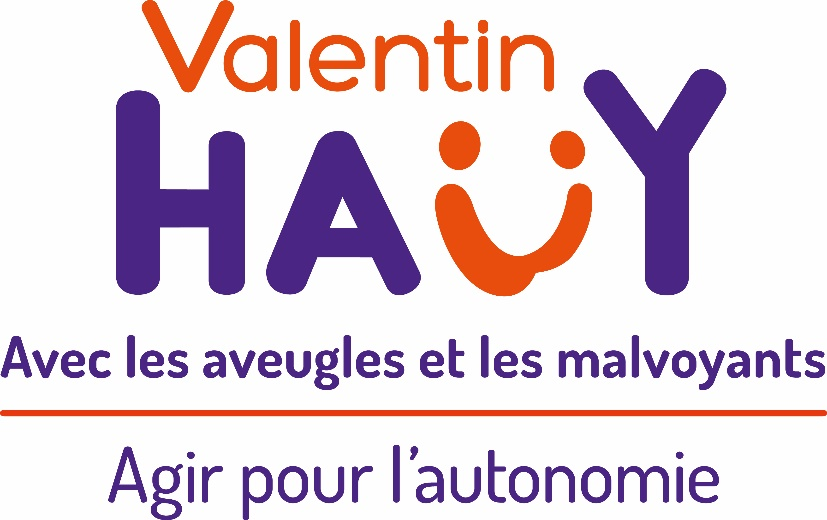 Valentin
HAÜY
Avec les aveugles et les malvoyants
Agir pour l'autonomie